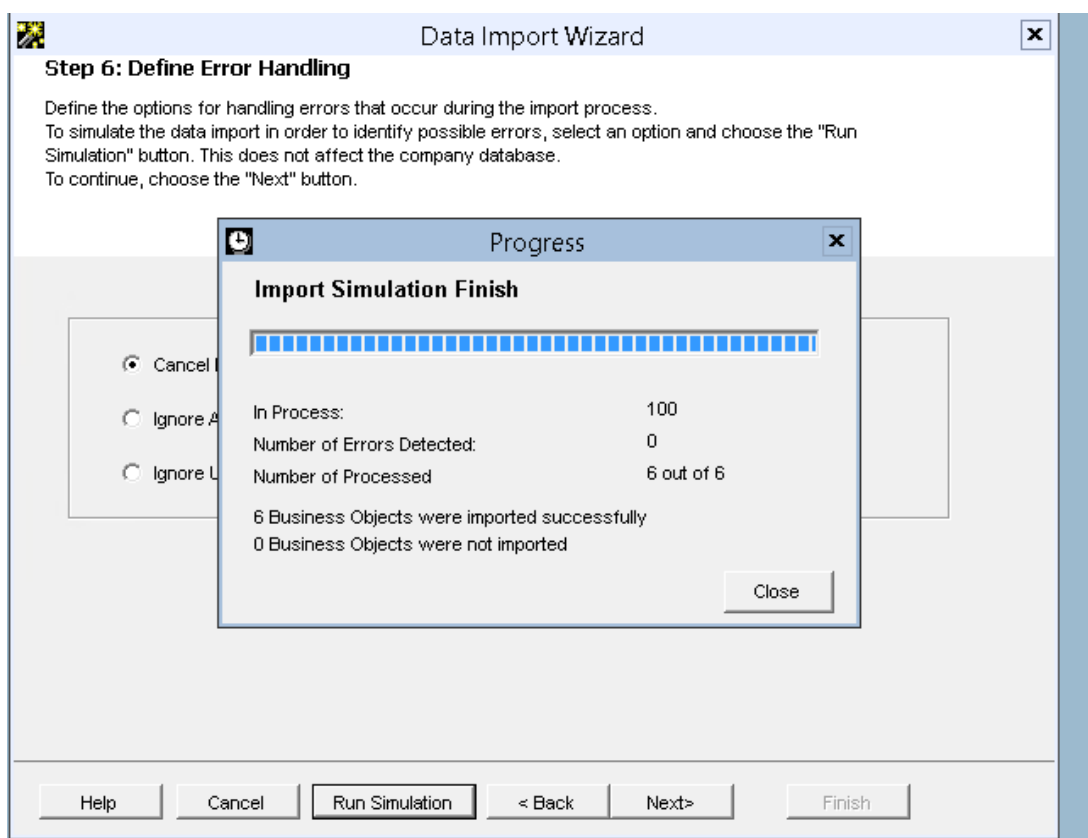 Data Import Wizard
Step 6: Define Error Handling
Define the options for handling errors that occur during the import process.
To simulate the data import in order to identify possible errors, select an option and choose the "Run
Simulation" button. This does not affect the company database.
To continue, choose the "Next" button.
Progress
Import Simulation Finish
Cancel
Ignore
Ignore
In Process: 100
Number of Errors Detected: 0
Number of Processed 6 out of 6
6 Business Objects were imported successfully
0 Business Objects were not imported
Close
Help Cancel Run Simulation < Back Next> Finish